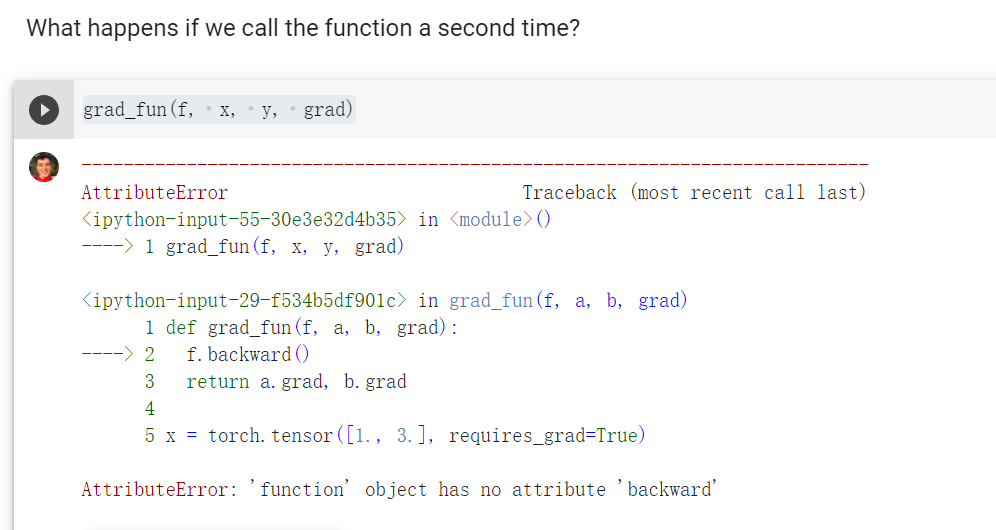 What happens if we call the function a second time?
grad_fun(f, x, y, grad)
---------------------------------------------------------------------------
AttributeError Traceback (most recent call last)
<ipython-input-55-30e3e32d4b35> in <module>()
----> 1 grad_fun(f, x, y, grad)
<ipython-input-29-f534b5df901c> in grad_fun(f, a, b, grad)
1 def grad_fun(f, a, b, grad):
----> 2 f.backward()
3 return a.grad, b.grad
4
5 x = torch.tensor([1., 3.], requires_grad=True)
AttributeError: 'function' object has no attribute 'backward'